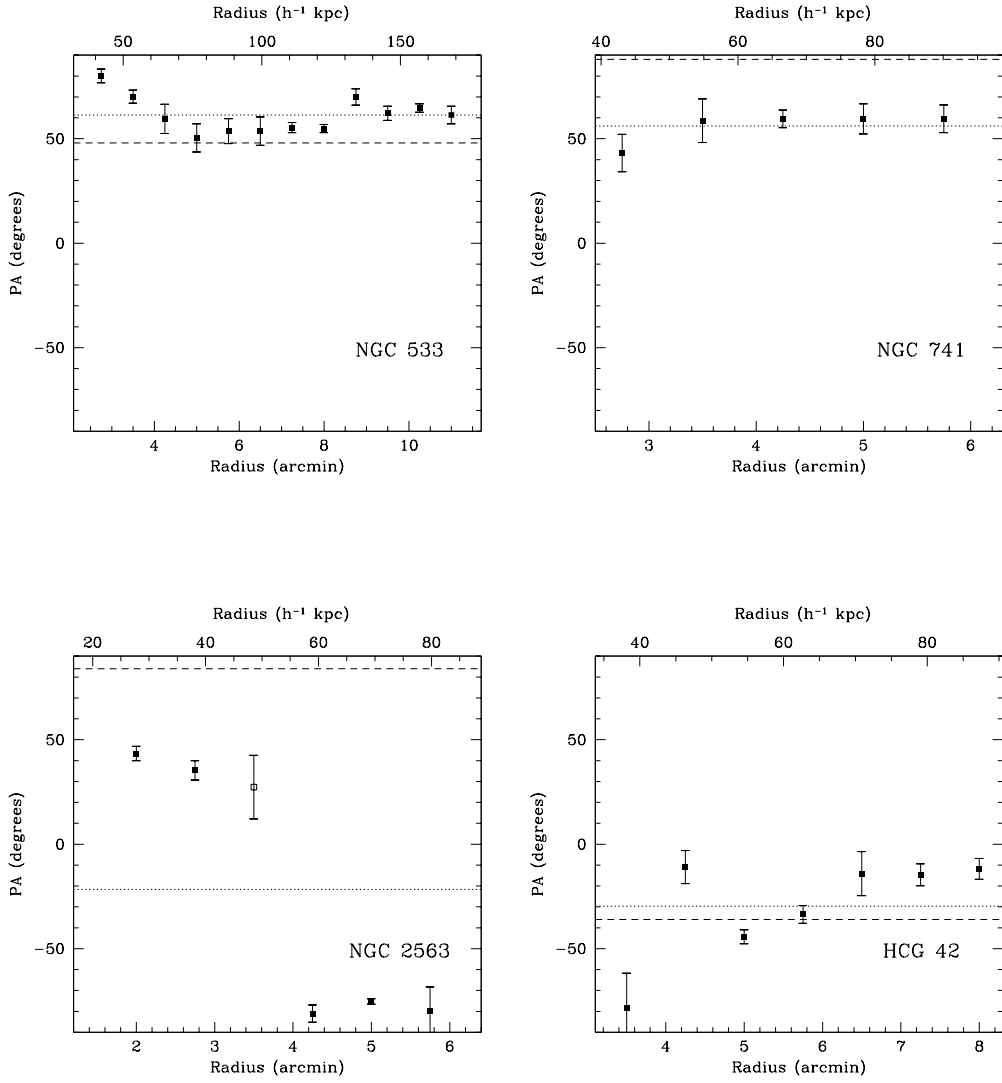 Radius (h⁻¹ kpc)
50 100 150
PA (degrees)
50
0
−50
NGC 533
4 6 8 10
Radius (arcmin)
Radius (h⁻¹ kpc)
40 60 80
PA (degrees)
50
0
−50
NGC 741
3 4 5 6
Radius (arcmin)
Radius (h⁻¹ kpc)
20 40 60 80
PA (degrees)
50
0
−50
NGC 2563
2 3 4 5 6
Radius (arcmin)
Radius (h⁻¹ kpc)
40 60 80
PA (degrees)
50
0
−50
HCG 42
4 5 6 7 8
Radius (arcmin)